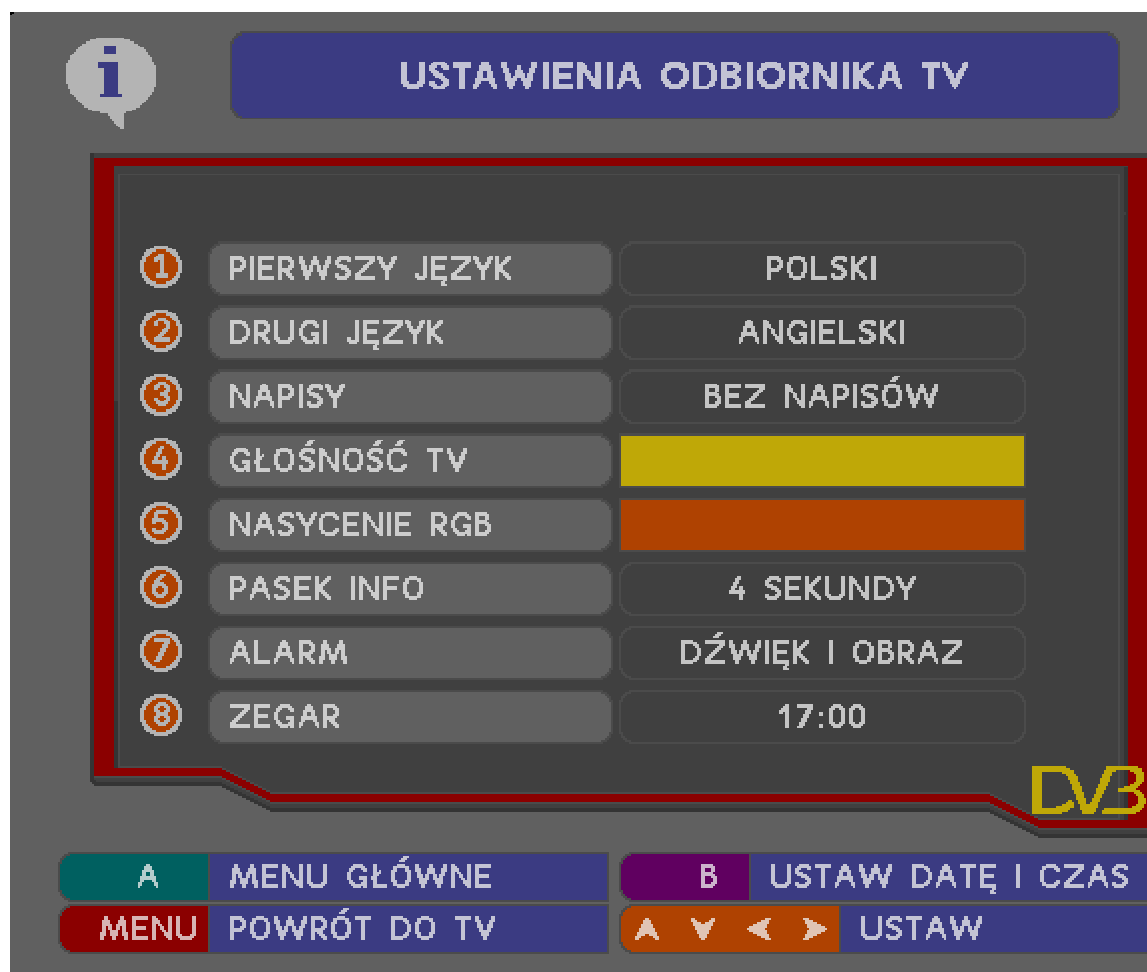 i
USTAWIENIA ODBIORNIKA TV
1 PIERWSZY JĘZYK POLSKI
2 DRUGI JĘZYK ANGIELSKI
3 NAPISY BEZ NAPISÓW
4 GŁOŚNOŚĆ TV
5 NASYCENIE RGB
6 PASEK INFO 4 SEKUNDY
7 ALARM DŹWIĘK I OBRAZ
8 ZEGAR 17:00
DVB
A MENU GŁÓWNE B USTAW DATĘ I CZAS
MENU POWRÓT DO TV USTAW